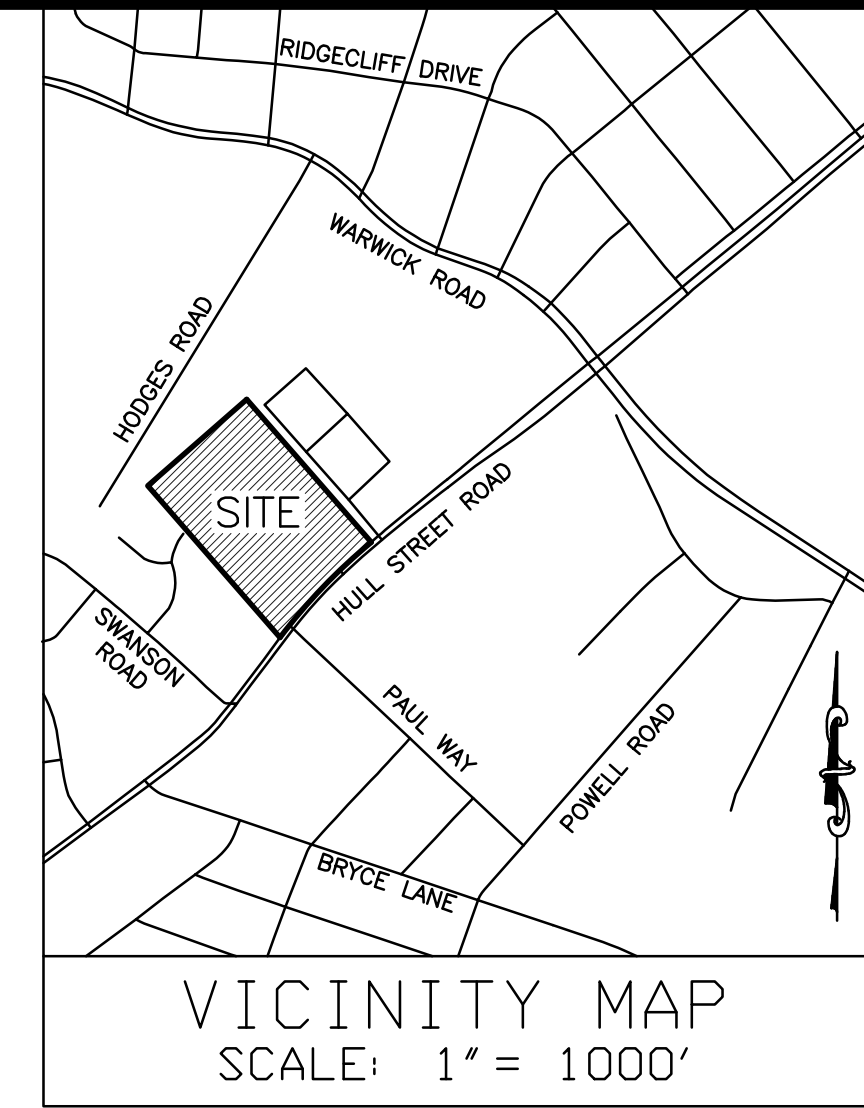 RIDGECLIFF DRIVE
WARWICK ROAD
HODGES ROAD
SITE
HULL STREET ROAD
SWANSON
ROAD
PAUL WAY
POWELL ROAD
BRYCE LANE
VICINITY MAP
SCALE: 1" = 1000'